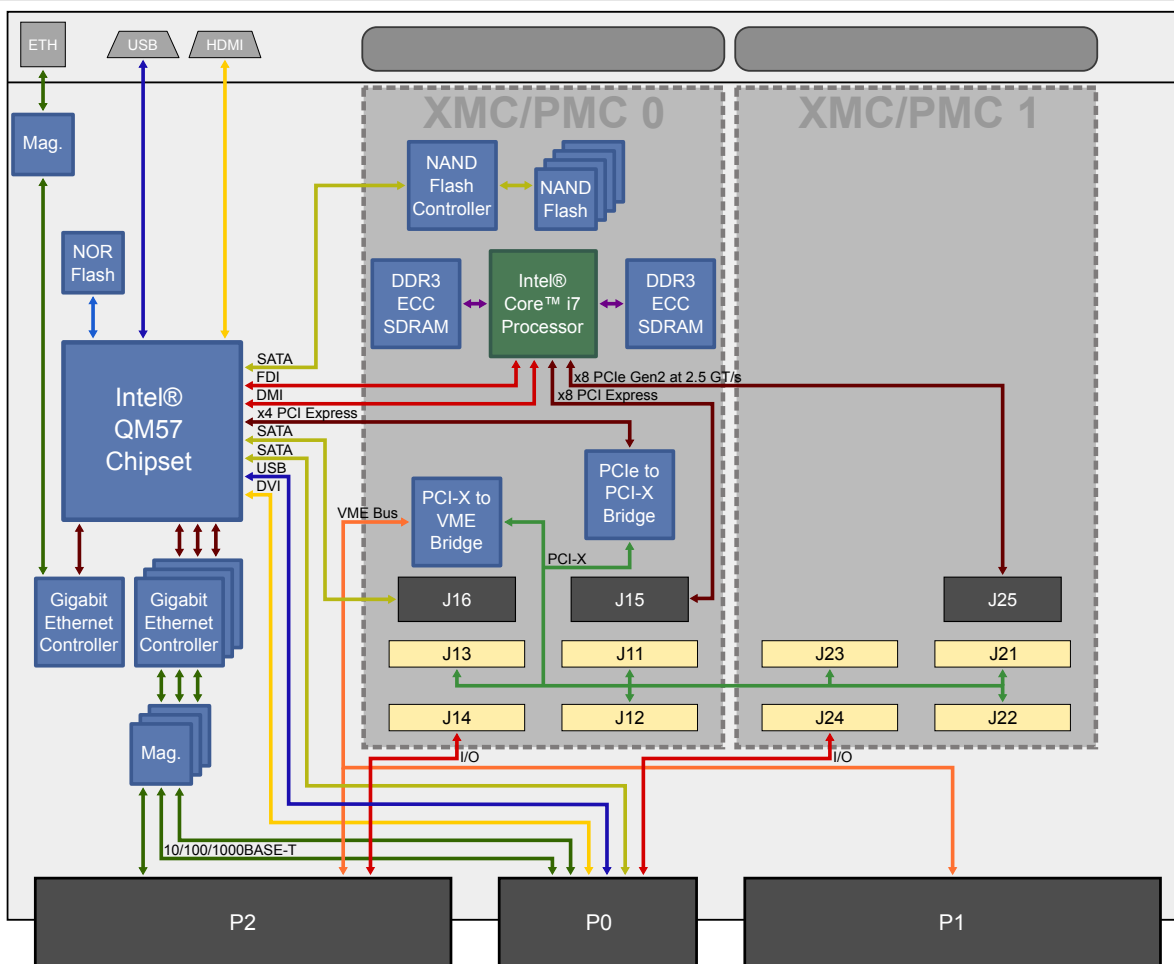 ETH
USB
HDMI
XMC/PMC 0
XMC/PMC 1
Mag.
NAND
Flash
Controller
NAND
Flash
NOR
Flash
DDR3
ECC
SDRAM
Intel®
Core™ i7
Processor
DDR3
ECC
SDRAM
Intel®
QM57
Chipset
SATA
FDI
DMI
x4 PCI Express
SATA
SATA
USB
DVI
x8 PCIe Gen2 at 2.5 GT/s
x8 PCI Express
VME Bus
PCI-X to
VME
Bridge
PCIe to
PCI-X
Bridge
PCI-X
Gigabit
Ethernet
Controller
Gigabit
Ethernet
Controller
J16
J15
J25
J13
J11
J23
J21
J14
J12
J24
J22
Mag.
I/O
I/O
10/100/1000BASE-T
P2
P0
P1